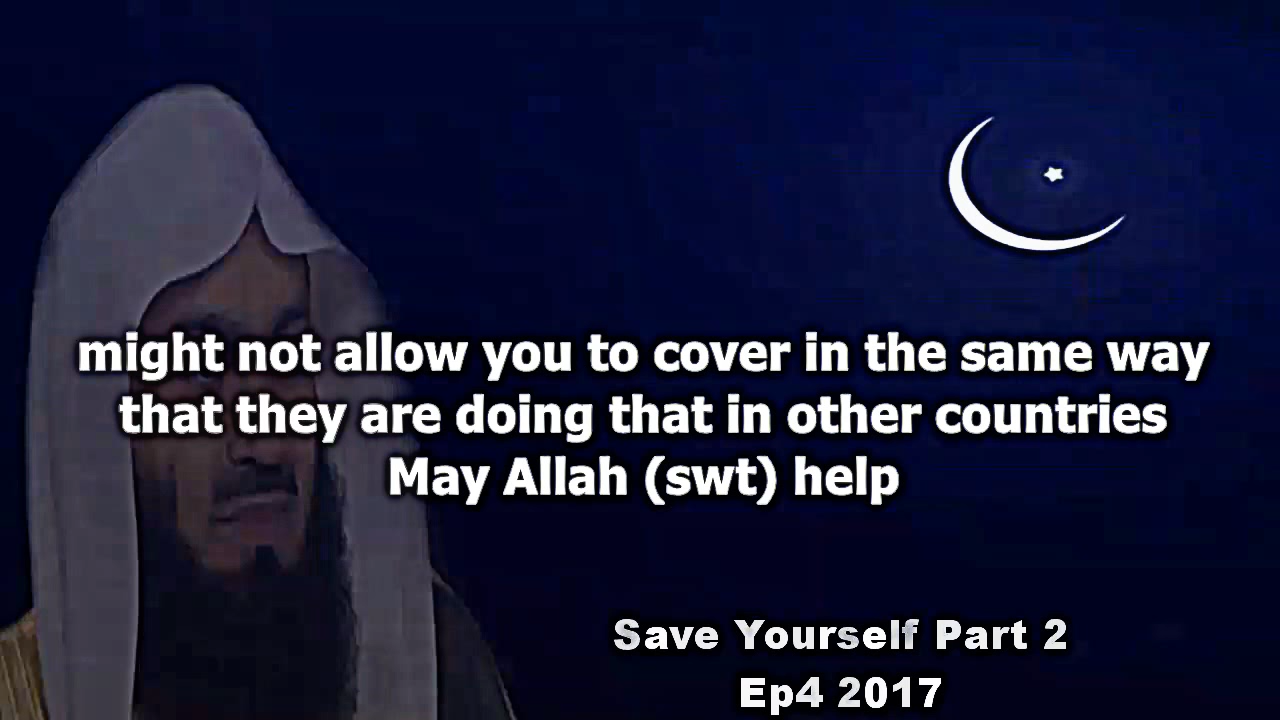 might not allow you to cover in the same way
that they are doing that in other countries
May Allah (swt) help
Save Yourself Part 2
Ep4 2017